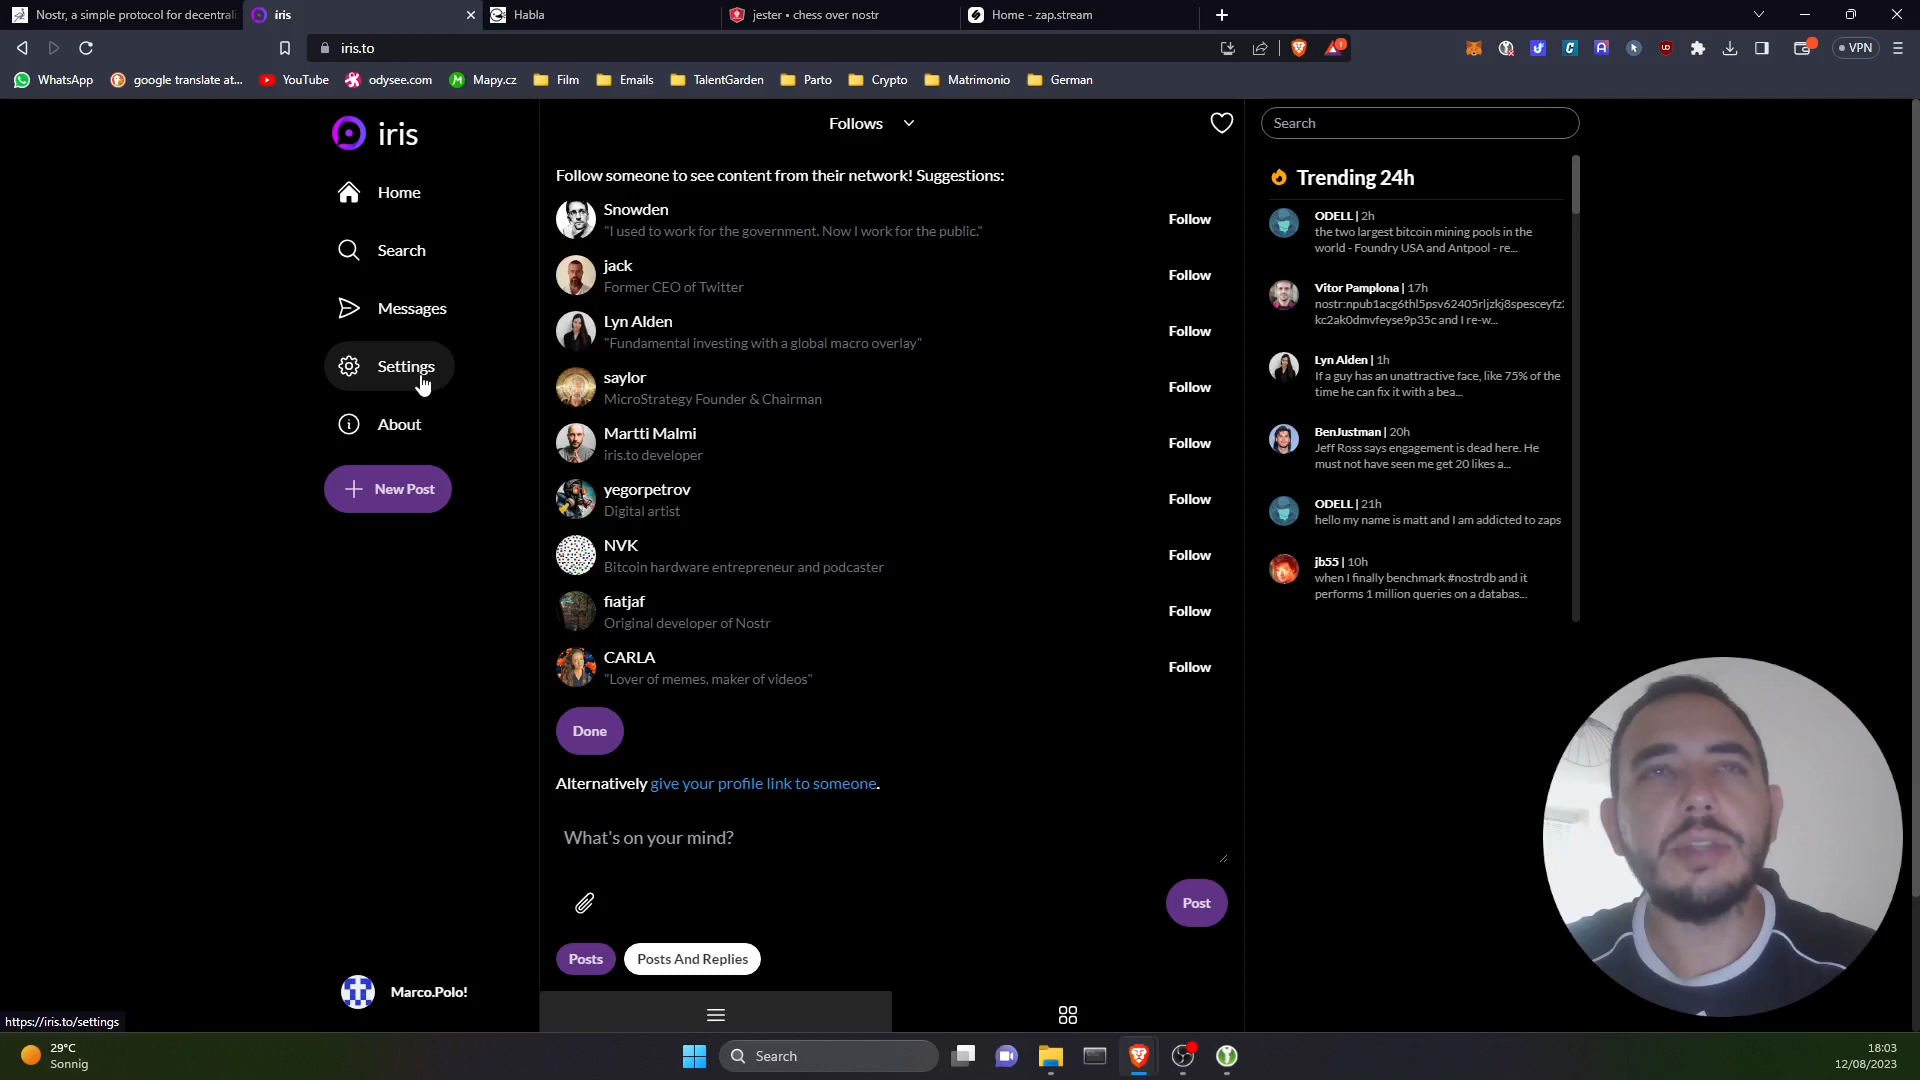 Nostr, a simple protocol for decentrali
iris
Habla
jester • chess over nostr
Home - zap.stream
iris.to
1
VPN
WhatsApp
google translate at...
YouTube
odysee.com
Mapy.cz
Film
Emails
TalentGarden
Parto
Crypto
Matrimonio
German
iris
Home
Search
Messages
Settings
About
New Post
Marco.Polo!
https://iris.to/settings
Follows
Follow someone to see content from their network! Suggestions:
Snowden
"I used to work for the government. Now I work for the public."
Follow
jack
Former CEO of Twitter
Follow
Lyn Alden
"Fundamental investing with a global macro overlay"
Follow
saylor
MicroStrategy Founder & Chairman
Follow
Martti Malmi
iris.to developer
Follow
yegorpetrov
Digital artist
Follow
NVK
Bitcoin hardware entrepreneur and podcaster
Follow
fiatjaf
Original developer of Nostr
Follow
CARLA
"Lover of memes, maker of videos"
Follow
Done
Alternatively give your profile link to someone.
What's on your mind?
Post
Posts
Posts And Replies
Search
Trending 24h
ODELL | 2h
the two largest bitcoin mining pools in the
world - Foundry USA and Antpool - re...
Vitor Pamplona | 17h
nostr:npub1acg6thl5psv62405rljzkj8spesceyfz
kc2ak0dmvfeyse9p35c and I re-w...
Lyn Alden | 1h
If a guy has an unattractive face, like 75% of the
time he can fix it with a bea...
BenJustman | 20h
Jeff Ross says engagement is dead here. He
must not have seen me get 20 likes a...
ODELL | 21h
hello my name is matt and I am addicted to zaps
jb55 | 10h
when I finally benchmark #nostrdb and it
performs 1 million queries on a databas...
29°C
Sonnig
Search
18:03
12/08/2023